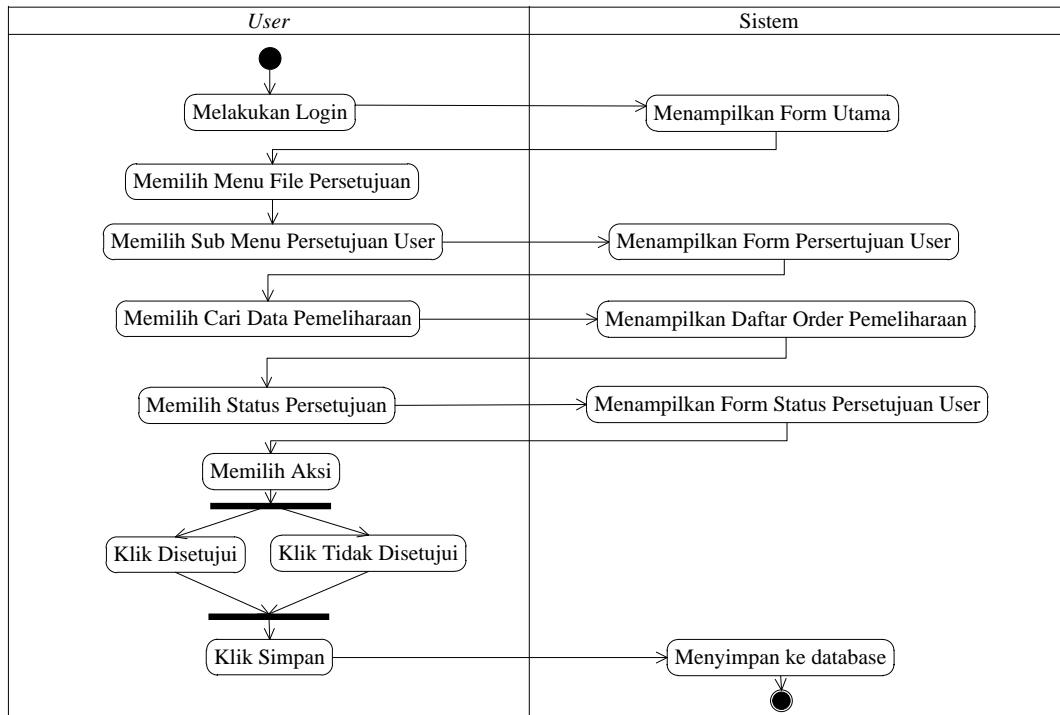 User
Sistem
Melakukan Login
Menampilkan Form Utama
Memilih Menu File Persetujuan
Memilih Sub Menu Persetujuan User
Menampilkan Form Persertujuan User
Memilih Cari Data Pemeliharaan
Menampilkan Daftar Order Pemeliharaan
Memilih Status Persetujuan
Menampilkan Form Status Persetujuan User
Memilih Aksi
Klik Disetujui
Klik Tidak Disetujui
Klik Simpan
Menyimpan ke database